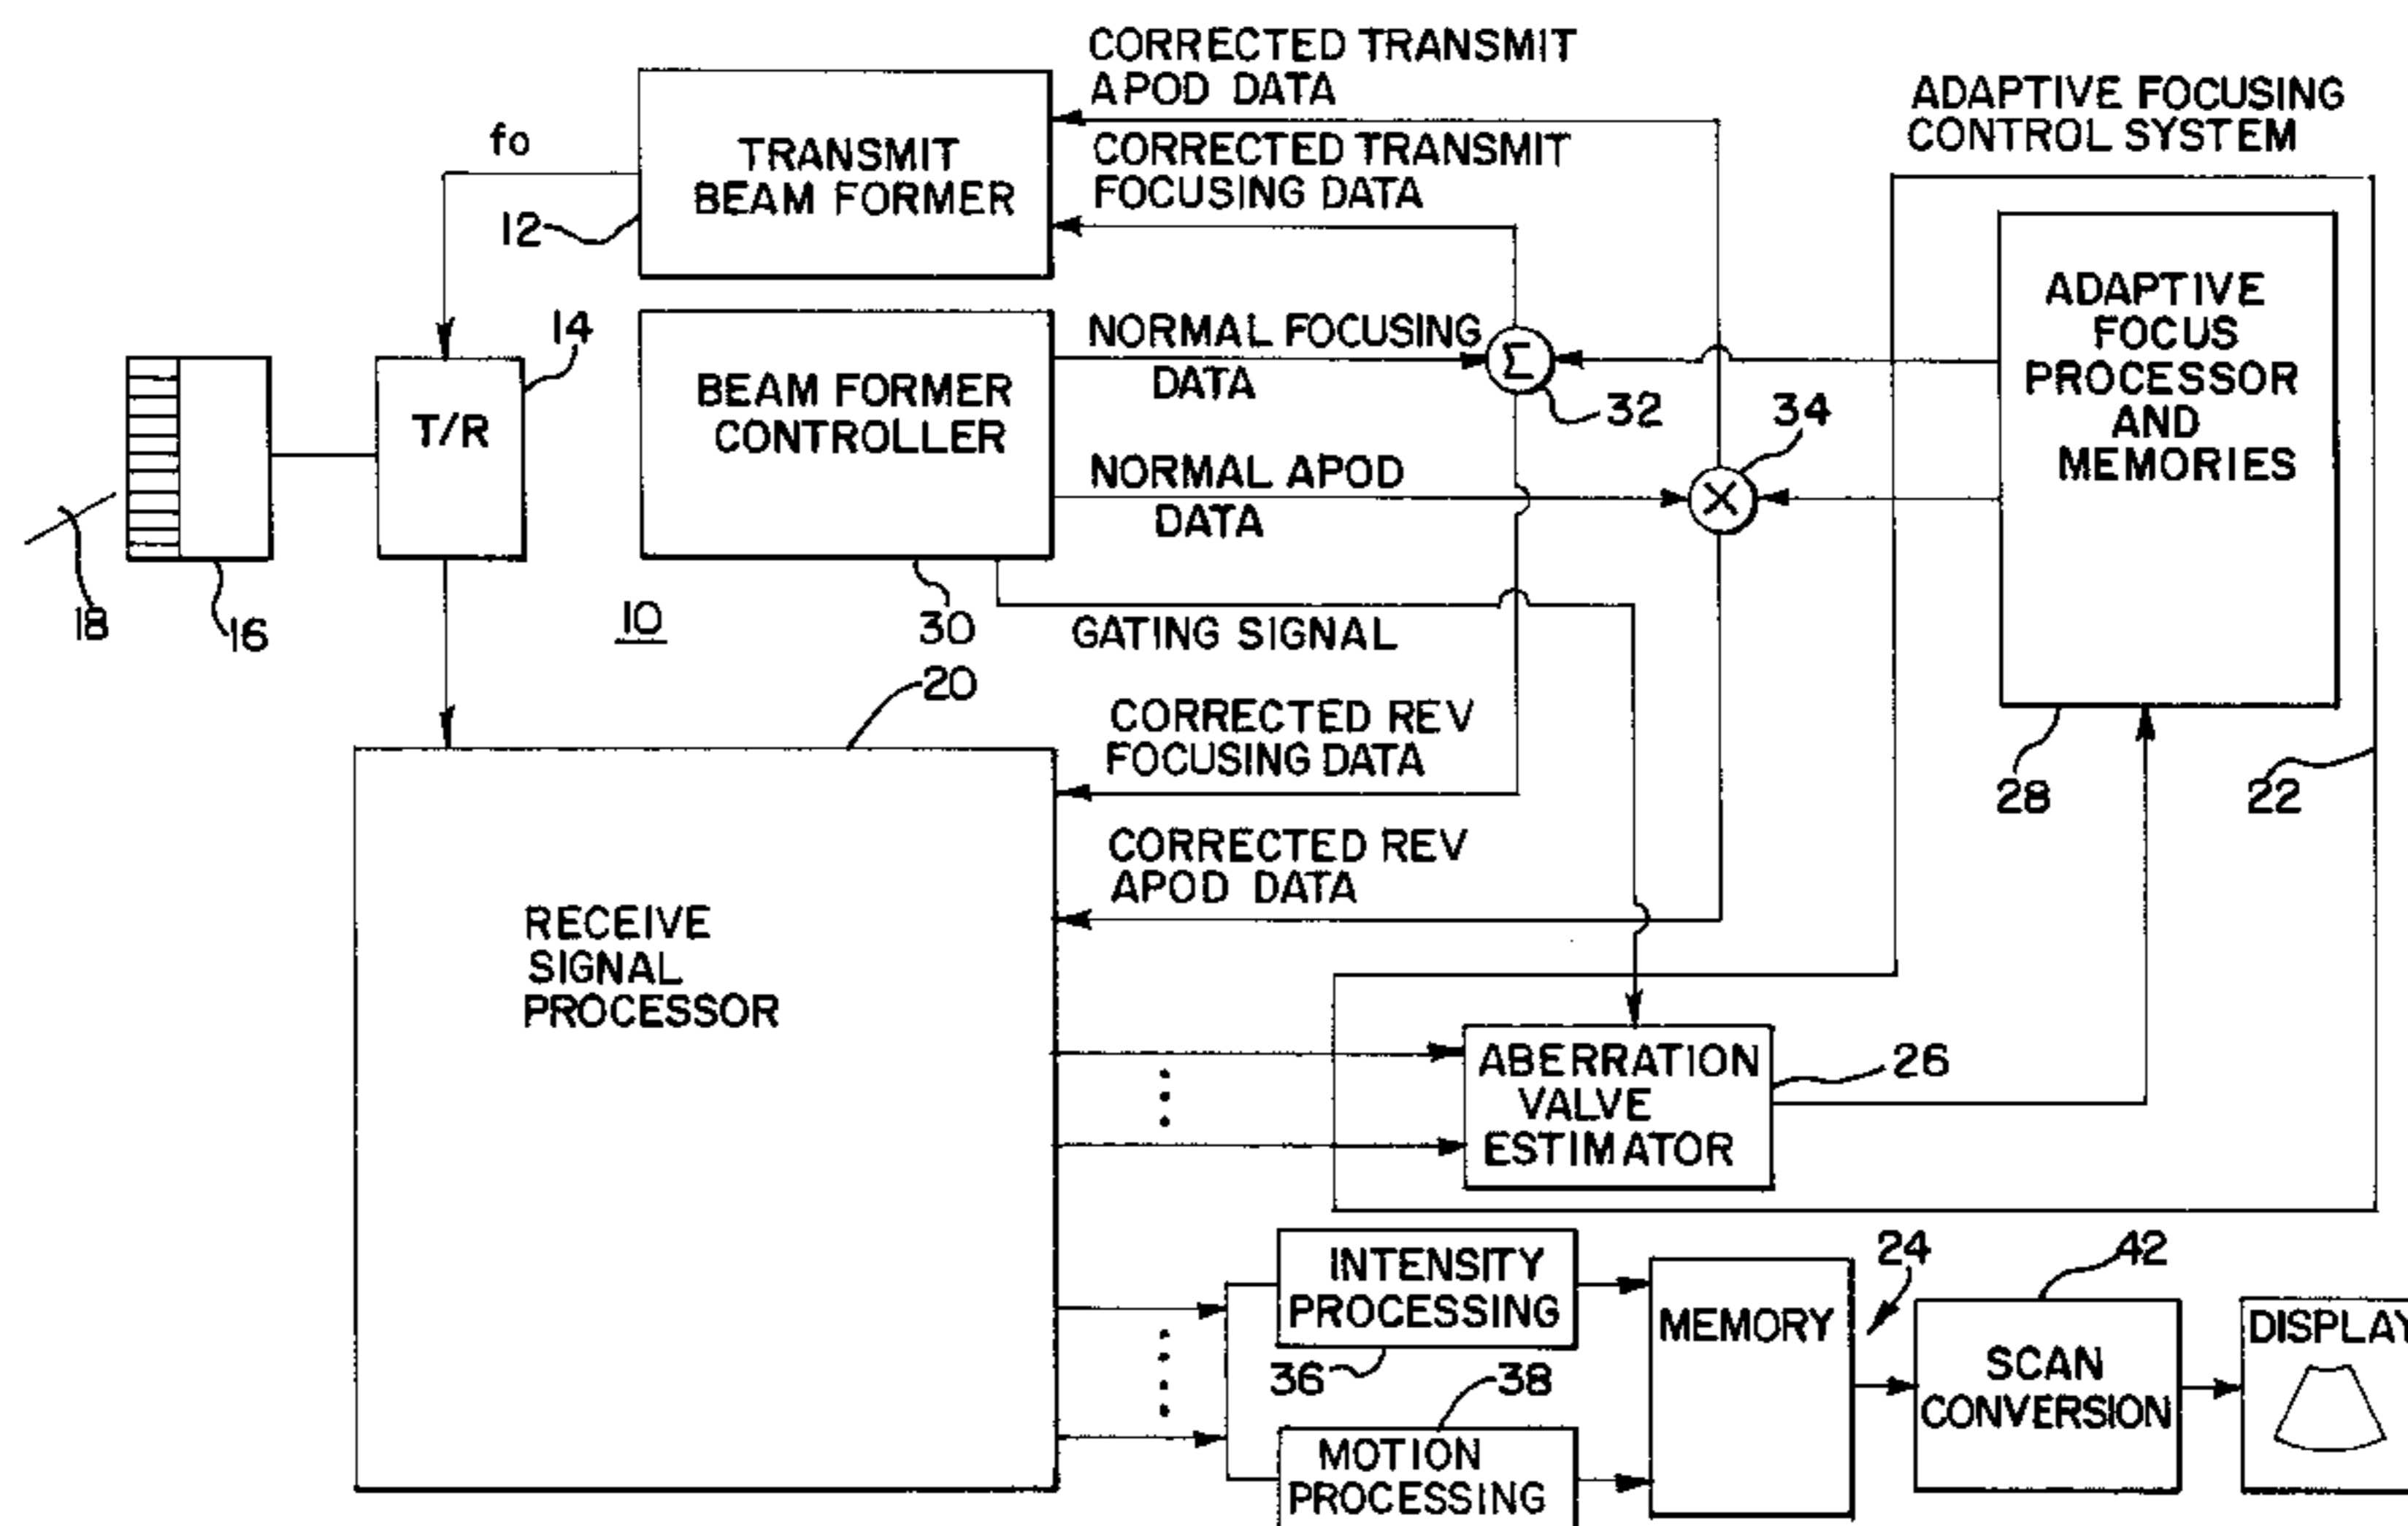 CORRECTED TRANSMIT
APOD DATA
ADAPTIVE FOCUSING
CONTROL SYSTEM
fo
TRANSMIT
BEAM FORMER
CORRECTED TRANSMIT
FOCUSING DATA
12
ADAPTIVE
FOCUS
PROCESSOR
AND
MEMORIES
14
NORMAL FOCUSING
DATA
Σ
32
34
BEAM FORMER
CONTROLLER
T/R
NORMAL APOD
DATA
X
18
16
10
30
GATING SIGNAL
20
CORRECTED REV
FOCUSING DATA
28
22
CORRECTED REV
APOD DATA
RECEIVE
SIGNAL
PROCESSOR
ABERRATION
VALVE
ESTIMATOR
26
INTENSITY
PROCESSING
36
MEMORY
24
42
SCAN
CONVERSION
DISPLAY
38
MOTION
PROCESSING